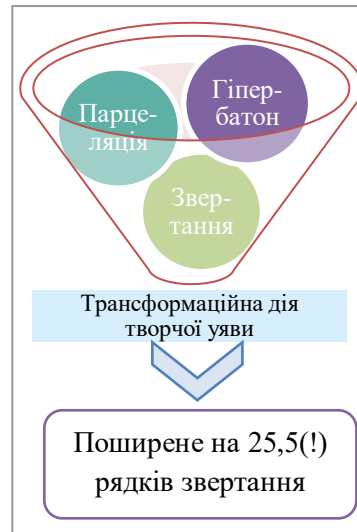 Парце-
ляція
Гіпер-
батон
Звер-
тання
Трансформаційна дія
творчої уяви
Поширене на 25,5(!)
рядків звертання